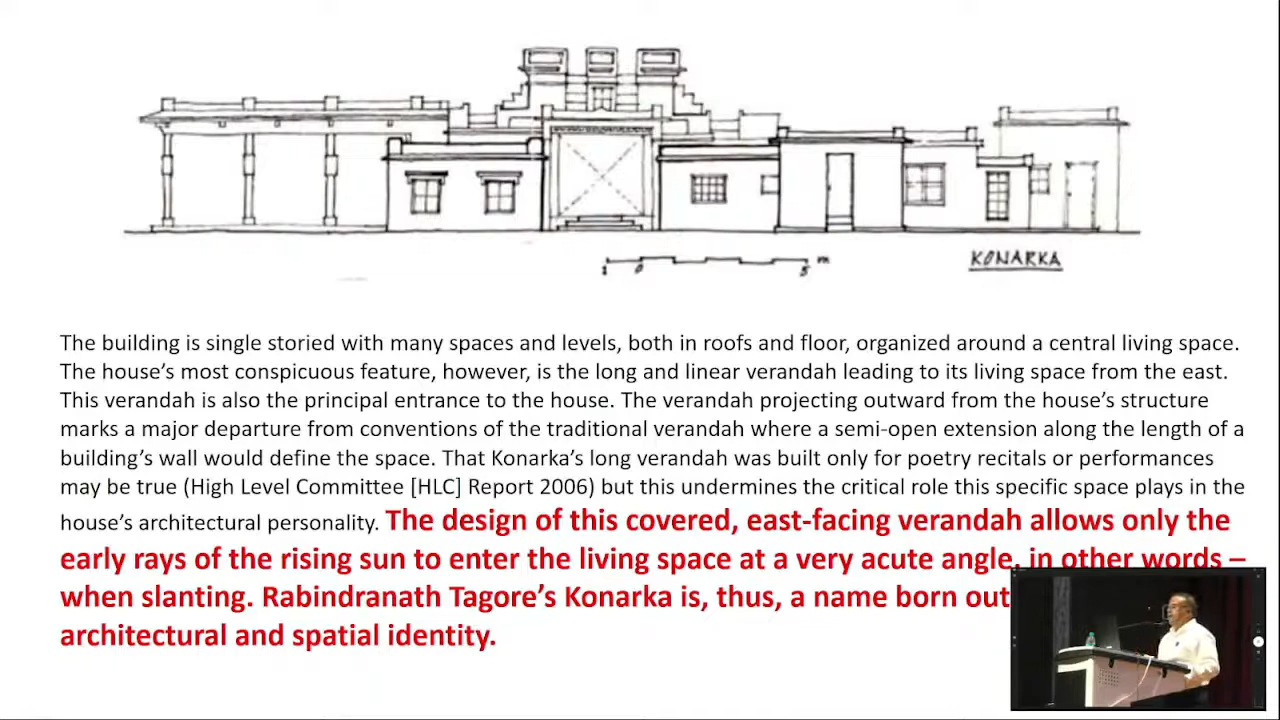 1 0 5 m
KONARKA
The building is single storied with many spaces and levels, both in roofs and floor, organized around a central living space.
The house's most conspicuous feature, however, is the long and linear verandah leading to its living space from the east.
This verandah is also the principal entrance to the house. The verandah projecting outward from the house's structure
marks a major departure from conventions of the traditional verandah where a semi-open extension along the length of a
building's wall would define the space. That Konarka's long verandah was built only for poetry recitals or performances
may be true (High Level Committee [HLC] Report 2006) but this undermines the critical role this specific space plays in the
house's architectural personality. The design of this covered, east-facing verandah allows only the
early rays of the rising sun to enter the living space at a very acute angle, in other words –
when slanting. Rabindranath Tagore's Konarka is, thus, a name born out
architectural and spatial identity.